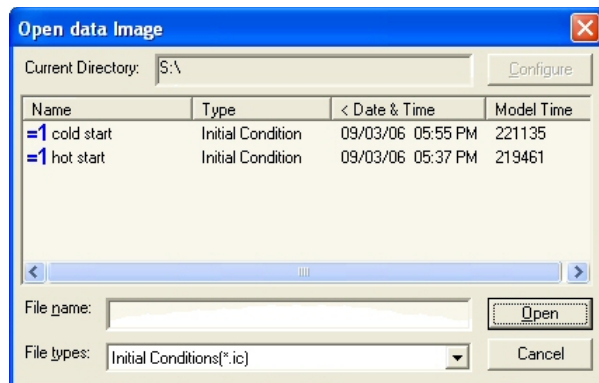 Open data Image
Current Directory: S:\ Configure
Name Type < Date & Time Model Time
=1 cold start Initial Condition 09/03/06 05:55 PM 221135
=1 hot start Initial Condition 09/03/06 05:37 PM 219461
File name: Open
File types: Initial Conditions(*.ic) Cancel